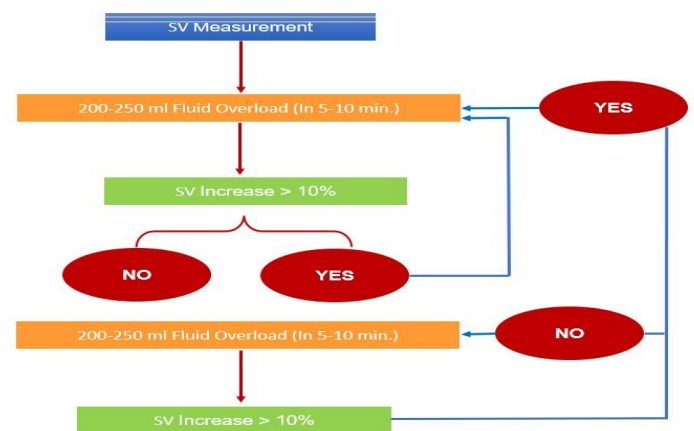 SV Measurement
200-250 ml Fluid Overload (In 5-10 min.)
YES
SV Increase > 10%
NO
YES
200-250 ml Fluid Overload (In 5-10 min.)
NO
SV Increase > 10%